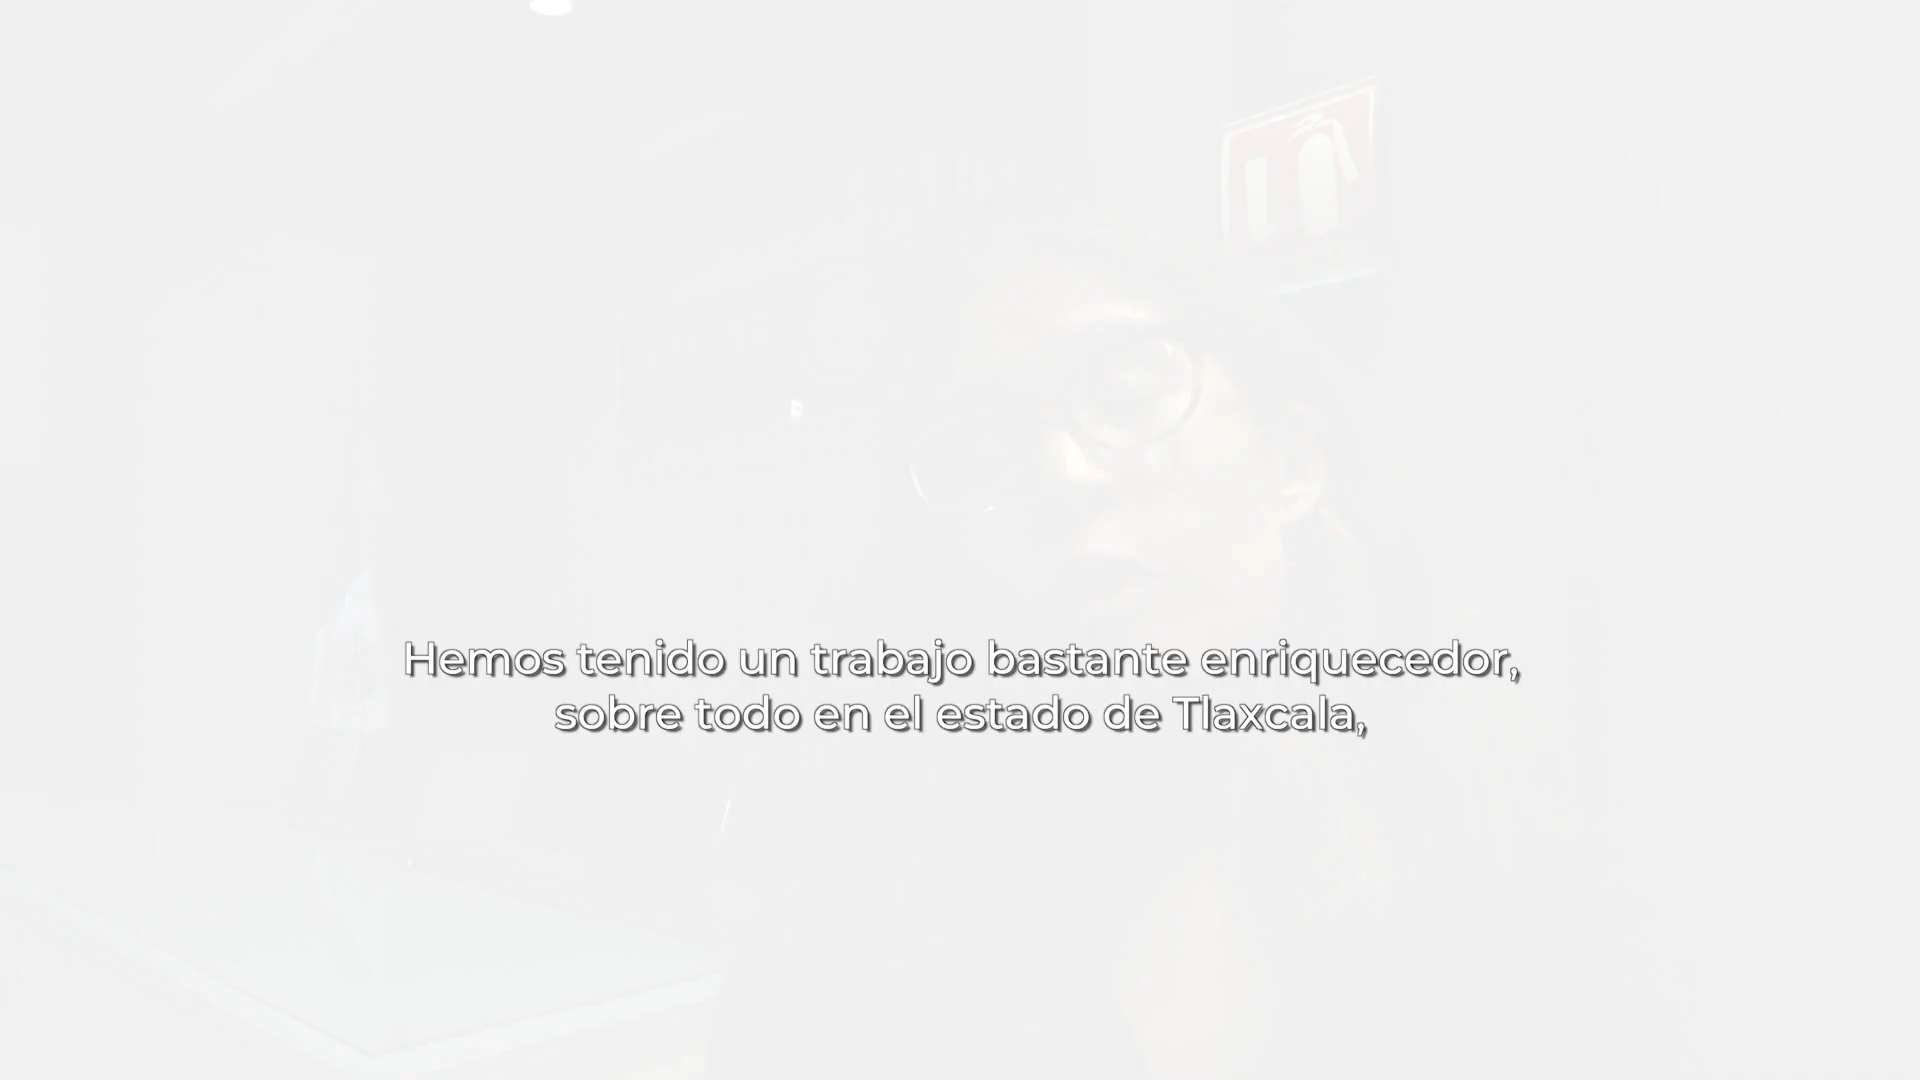 Hemos tenido un trabajo bastante enriquecedor,
sobre todo en el estado de Tlaxcala,